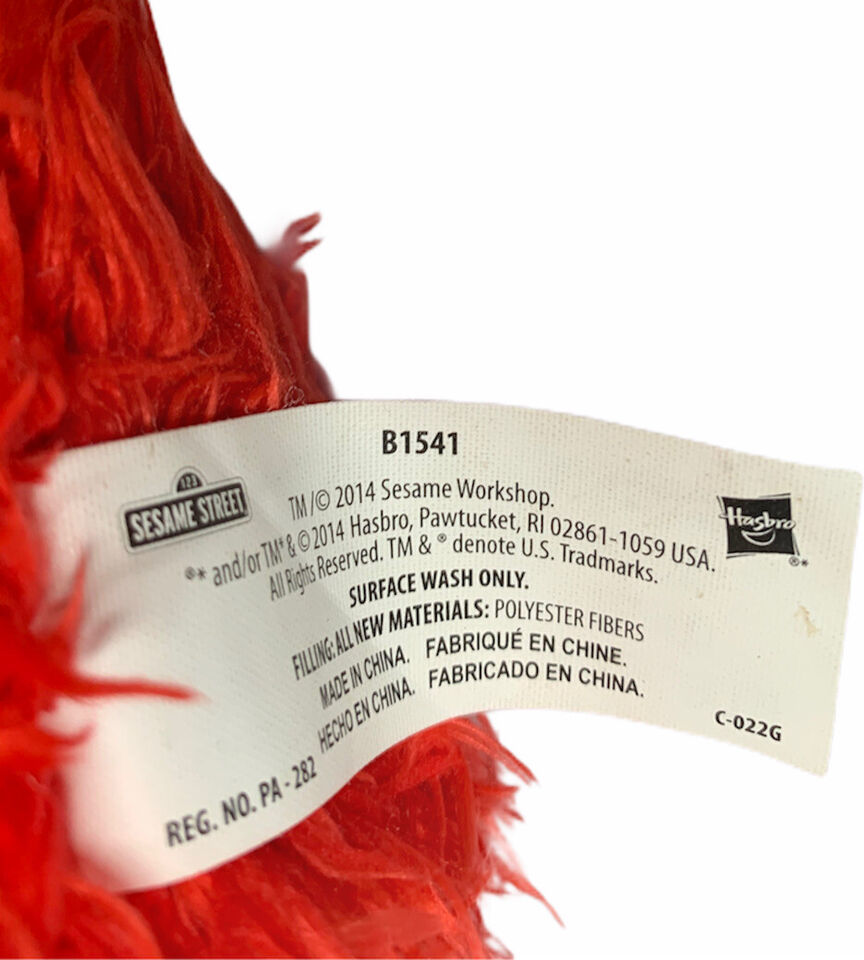 B1541
123
SESAME STREET
TM/© 2014 Sesame Workshop.
®* and/or TM* & © 2014 Hasbro, Pawtucket, RI 02861-1059 USA.
All Rights Reserved. TM & ® denote U.S. Tradmarks.
Hasbro
®*
SURFACE WASH ONLY.
FILLING: ALL NEW MATERIALS: POLYESTER FIBERS
MADE IN CHINA. FABRIQUÉ EN CHINE.
HECHO EN CHINA. FABRICADO EN CHINA.
REG. NO. PA - 282
C-022G